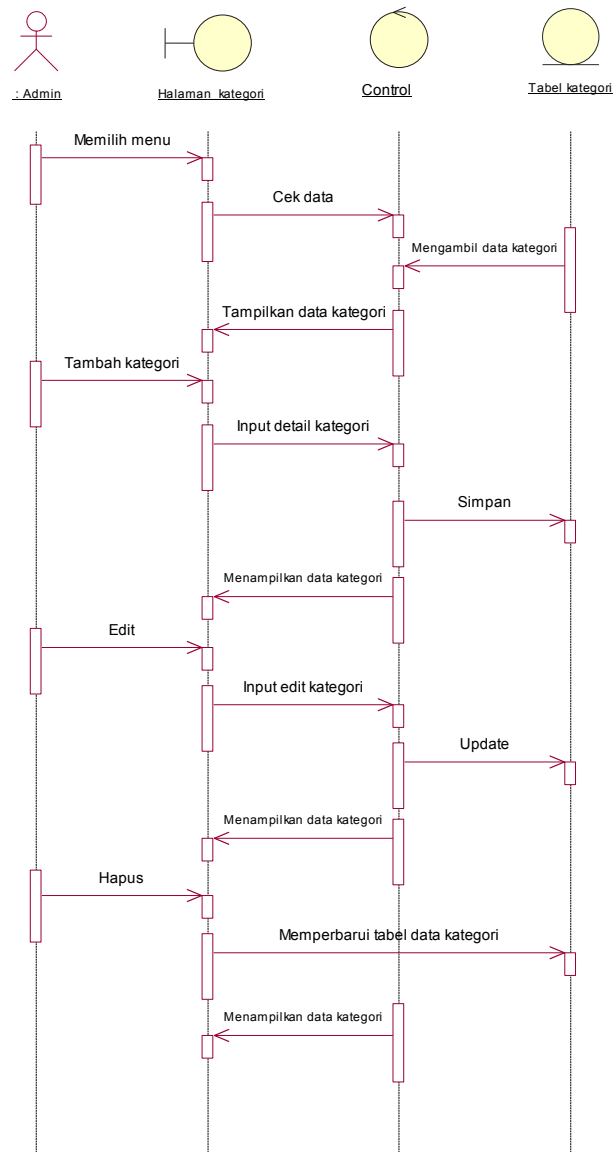 : Admin
Halaman kategori
Control
Tabel kategori
Memilih menu
Cek data
Mengambil data kategori
Tampilkan data kategori
Tambah kategori
Input detail kategori
Simpan
Menampilkan data kategori
Edit
Input edit kategori
Update
Menampilkan data kategori
Hapus
Memperbarui tabel data kategori
Menampilkan data kategori